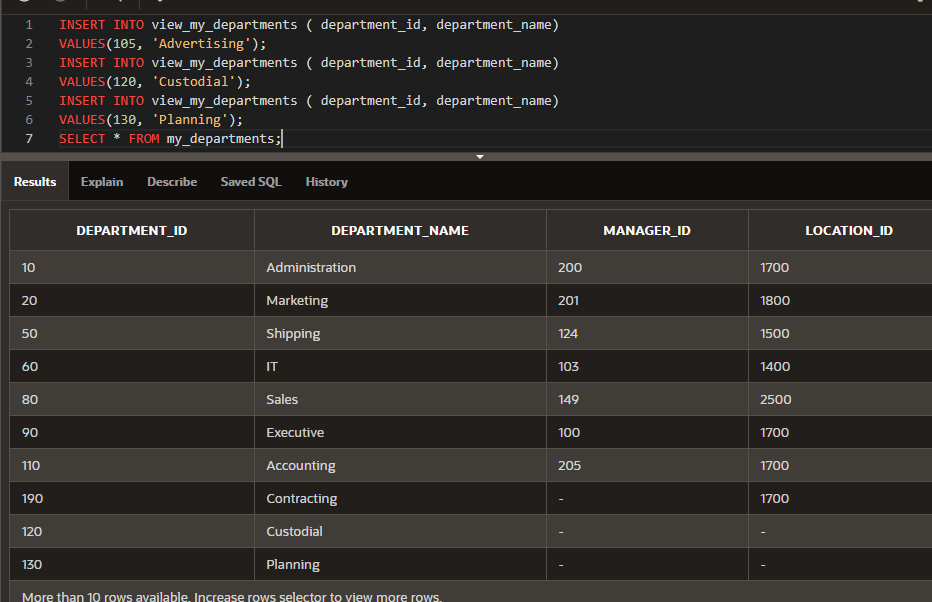 1 INSERT INTO view_my_departments ( department_id, department_name)
2 VALUES(105, 'Advertising');
3 INSERT INTO view_my_departments ( department_id, department_name)
4 VALUES(120, 'Custodial');
5 INSERT INTO view_my_departments ( department_id, department_name)
6 VALUES(130, 'Planning');
7 SELECT * FROM my_departments;
Results Explain Describe Saved SQL History
DEPARTMENT_ID DEPARTMENT_NAME MANAGER_ID LOCATION_ID
10 Administration 200 1700
20 Marketing 201 1800
50 Shipping 124 1500
60 IT 103 1400
80 Sales 149 2500
90 Executive 100 1700
110 Accounting 205 1700
190 Contracting - 1700
120 Custodial - -
130 Planning - -
More than 10 rows available. Increase rows selector to view more rows.